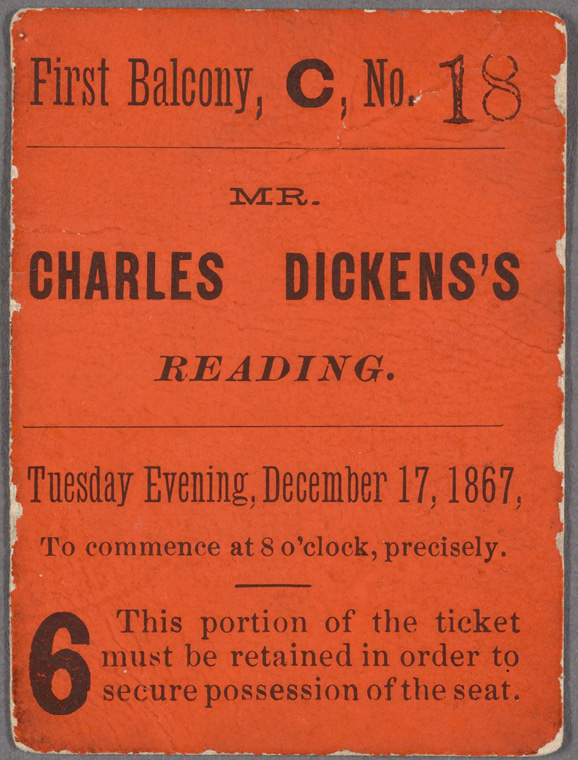 First Balcony, C, No. 18
MR.
CHARLES DICKENS'S
READING.
Tuesday Evening, December 17, 1867,
To commence at 8 o'clock, precisely.
6 This portion of the ticket
must be retained in order to
secure possession of the seat.